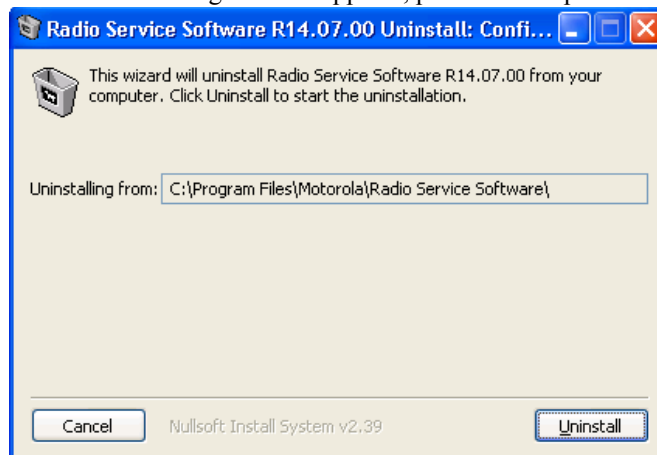 Radio Service Software R14.07.00 Uninstall: Confi...
This wizard will uninstall Radio Service Software R14.07.00 from your
computer. Click Uninstall to start the uninstallation.
Uninstalling from: C:\Program Files\Motorola\Radio Service Software\
Cancel Nullsoft Install System v2.39 Uninstall